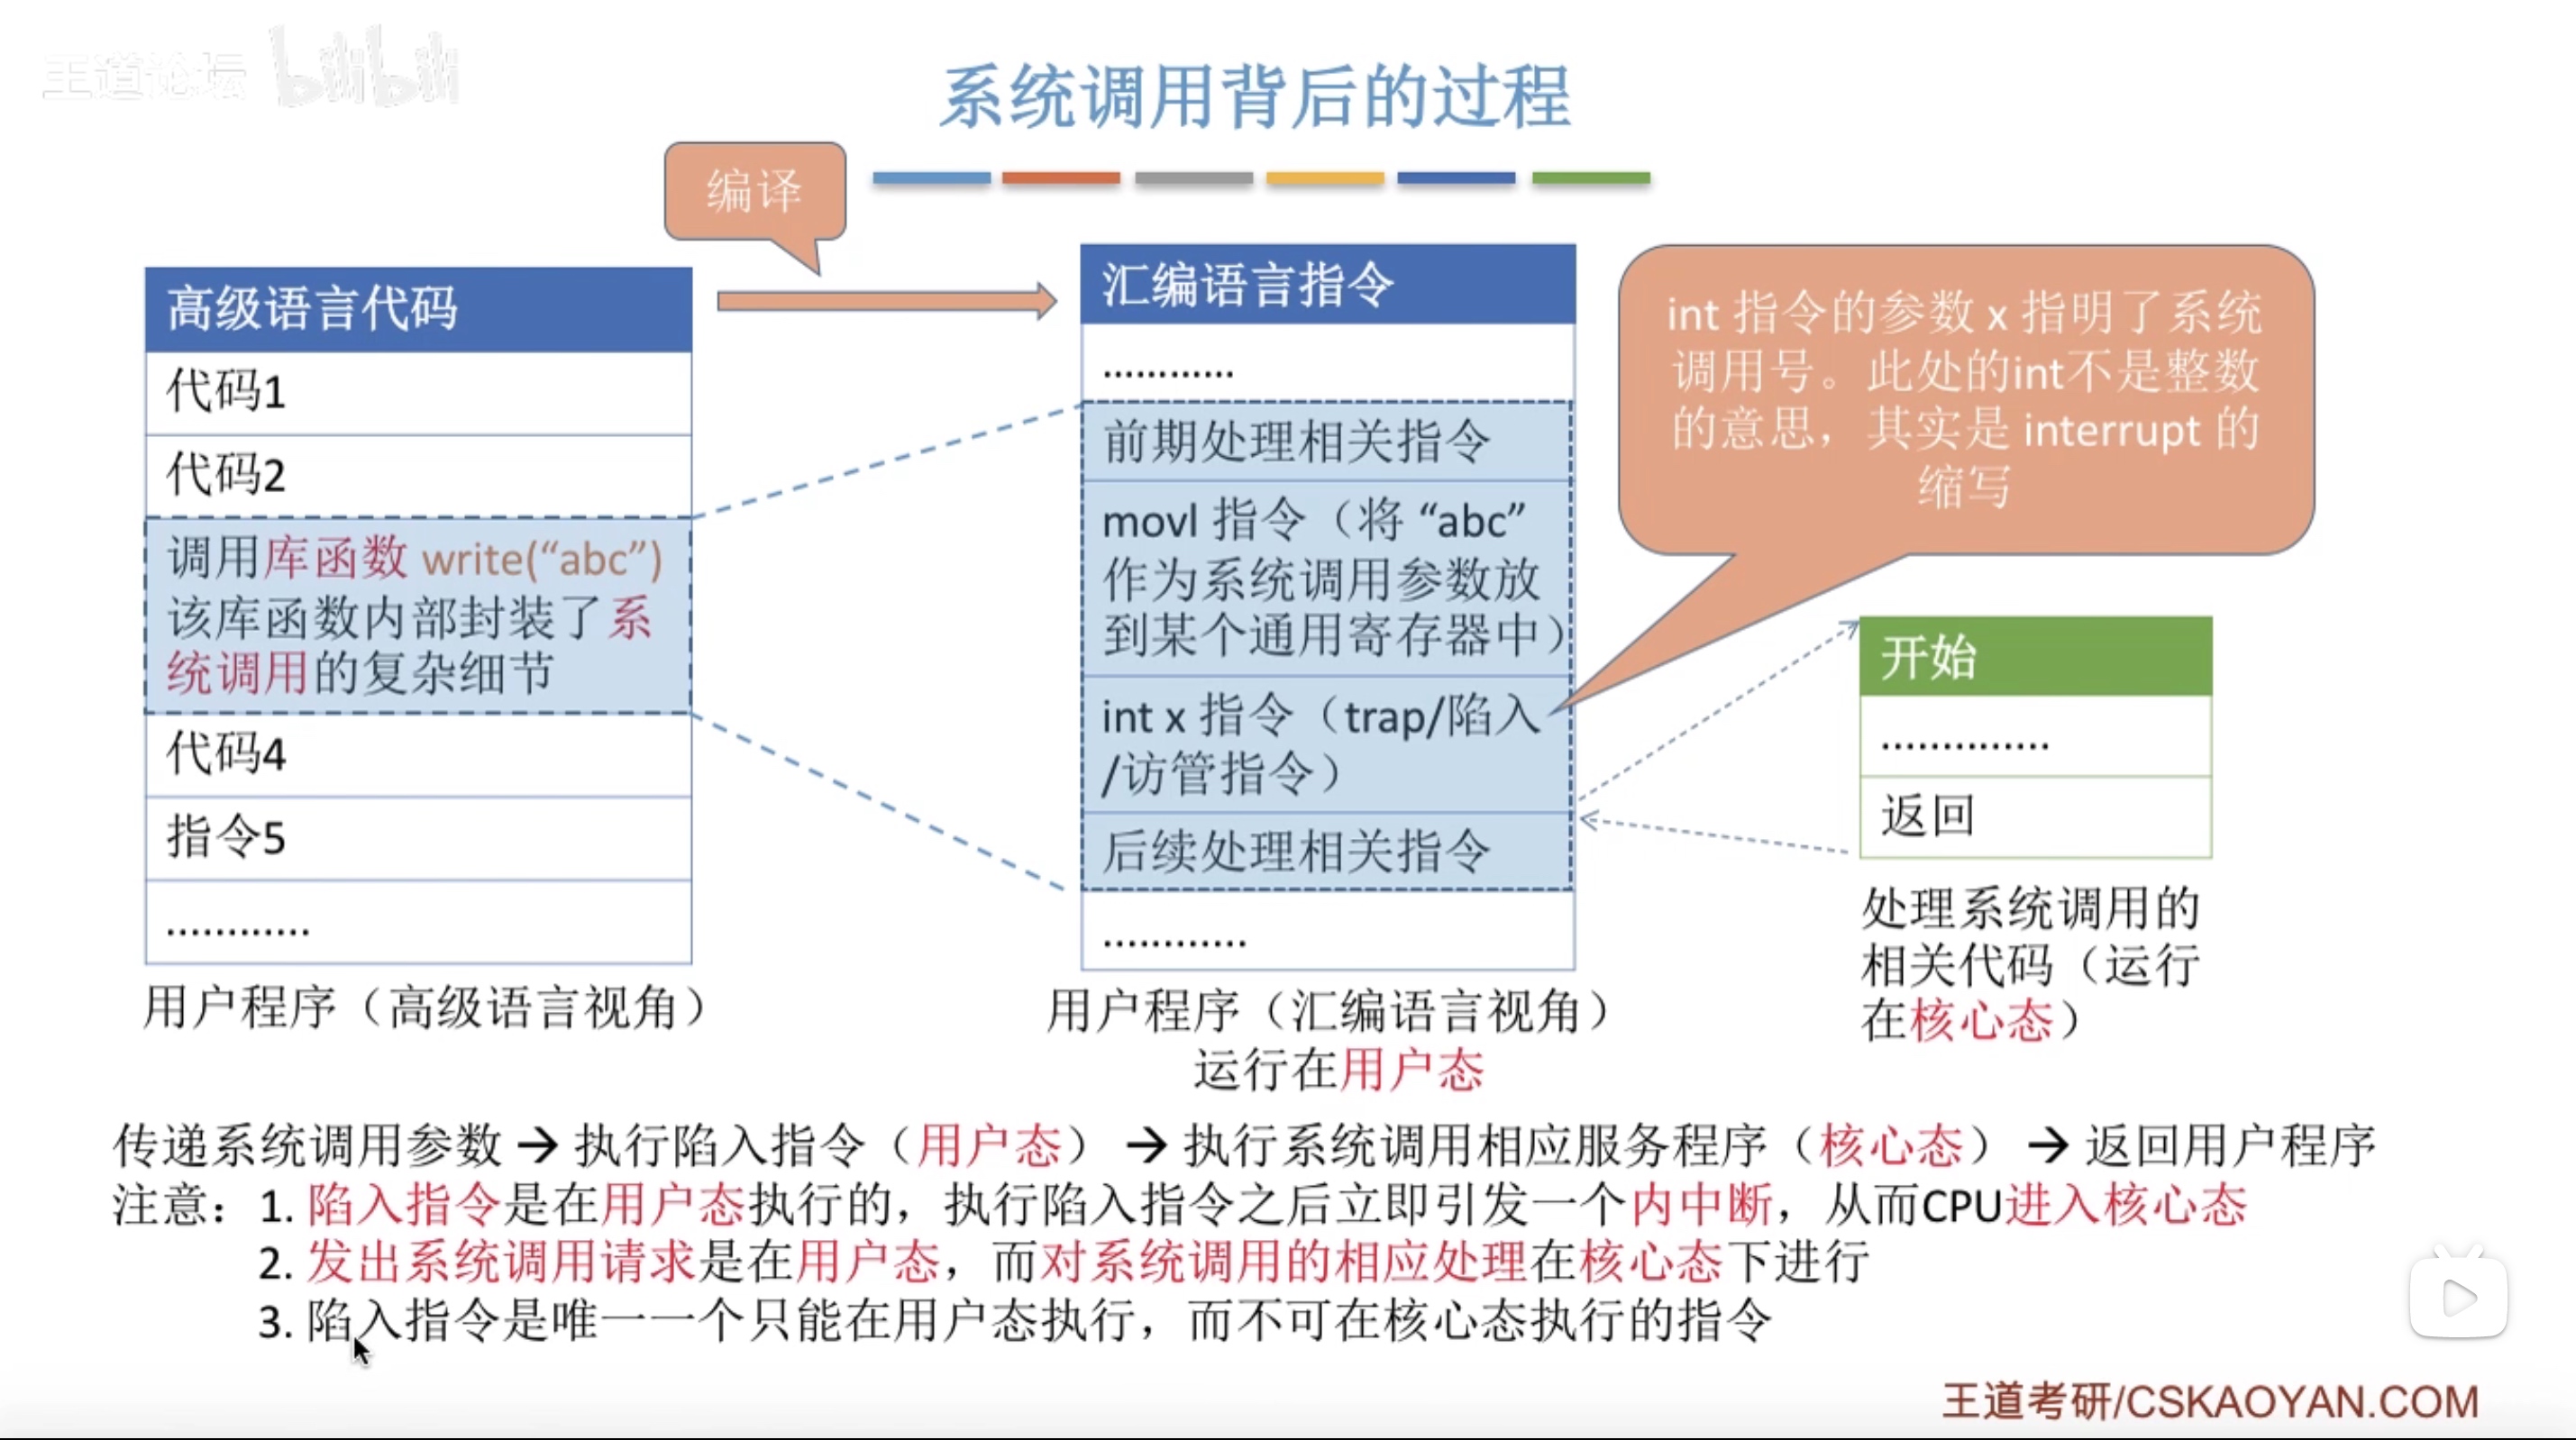 王道论坛 bilibili
系统调用背后的过程
编译
高级语言代码
代码1
代码2
调用库函数 write(“abc”)
该库函数内部封装了系
统调用的复杂细节
代码4
指令5
............
用户程序（高级语言视角）
汇编语言指令
............
前期处理相关指令
movl 指令（将 “abc”
作为系统调用参数放
到某个通用寄存器中）
int x 指令（trap/陷入
/访管指令）
后续处理相关指令
.............
用户程序（汇编语言视角）
运行在用户态
int 指令的参数 x 指明了系统
调用号。此处的int不是整数
的意思，其实是 interrupt 的
缩写
开始
..............
返回
处理系统调用的
相关代码（运行
在核心态）
传递系统调用参数 → 执行陷入指令（用户态） → 执行系统调用相应服务程序（核心态） → 返回用户程序
注意：1. 陷入指令是在用户态执行的，执行陷入指令之后立即引发一个内中断，从而CPU进入核心态
2. 发出系统调用请求是在用户态，而对系统调用的相应处理在核心态下进行
3. 陷入指令是唯一一个只能在用户态执行，而不可在核心态执行的指令
王道考研/CSKAOYAN.COM